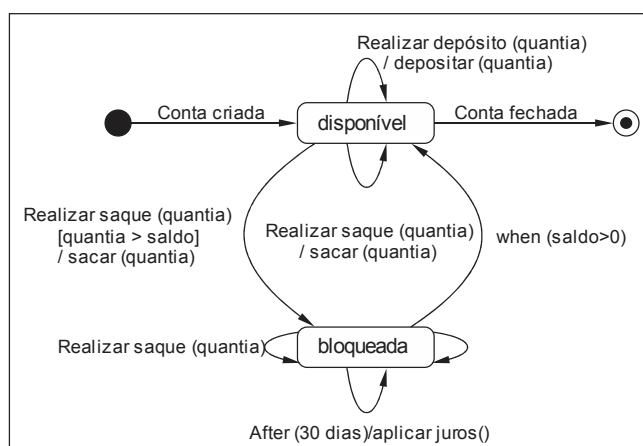 Realizar depósito (quantia)
/ depositar (quantia)
Conta criada
disponível
Conta fechada
Realizar saque (quantia)
[quantia > saldo]
/ sacar (quantia)
Realizar saque (quantia)
/ sacar (quantia)
when (saldo>0)
Realizar saque (quantia)
bloqueada
After (30 dias)/aplicar juros()